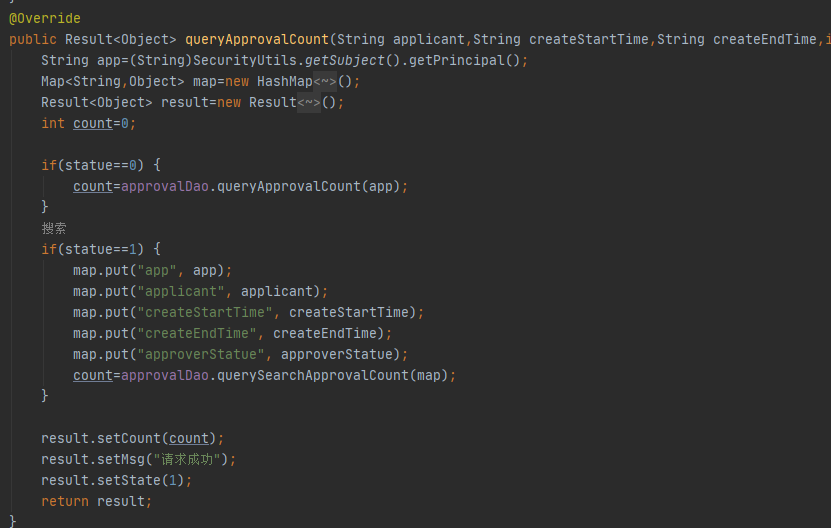 @Override
public Result<Object> queryApprovalCount(String applicant,String createStartTime,String createEndTime,i
String app=(String)SecurityUtils.getSubject().getPrincipal();
Map<String,Object> map=new HashMap<~>();
Result<Object> result=new Result<~>();
int count=0;
if(statue==0) {
count=approvalDao.queryApprovalCount(app);
}
搜索
if(statue==1) {
map.put("app", app);
map.put("applicant", applicant);
map.put("createStartTime", createStartTime);
map.put("createEndTime", createEndTime);
map.put("approverStatue", approverStatue);
count=approvalDao.querySearchApprovalCount(map);
}
result.setCount(count);
result.setMsg("请求成功");
result.setState(1);
return result;
}